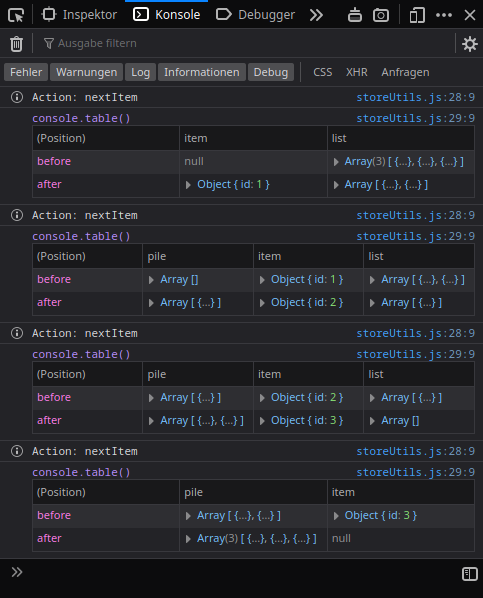 Inspektor Konsole Debugger
Ausgabe filtern
Fehler Warnungen Log Informationen Debug CSS XHR Anfragen
Action: nextItem storeUtils.js:28:9
console.table() storeUtils.js:29:9
(Position) item list
before null Array(3) [ {…}, {…}, {…} ]
after Object { id: 1 } Array [ {…}, {…} ]
Action: nextItem storeUtils.js:28:9
console.table() storeUtils.js:29:9
(Position) pile item list
before Array [] Object { id: 1 } Array [ {…}, {…} ]
after Array [ {…} ] Object { id: 2 } Array [ {…} ]
Action: nextItem storeUtils.js:28:9
console.table() storeUtils.js:29:9
(Position) pile item list
before Array [ {…} ] Object { id: 2 } Array [ {…} ]
after Array [ {…}, {…} ] Object { id: 3 } Array []
Action: nextItem storeUtils.js:28:9
console.table() storeUtils.js:29:9
(Position) pile item
before Array [ {…}, {…} ] Object { id: 3 }
after Array(3) [ {…}, {…}, {…} ] null